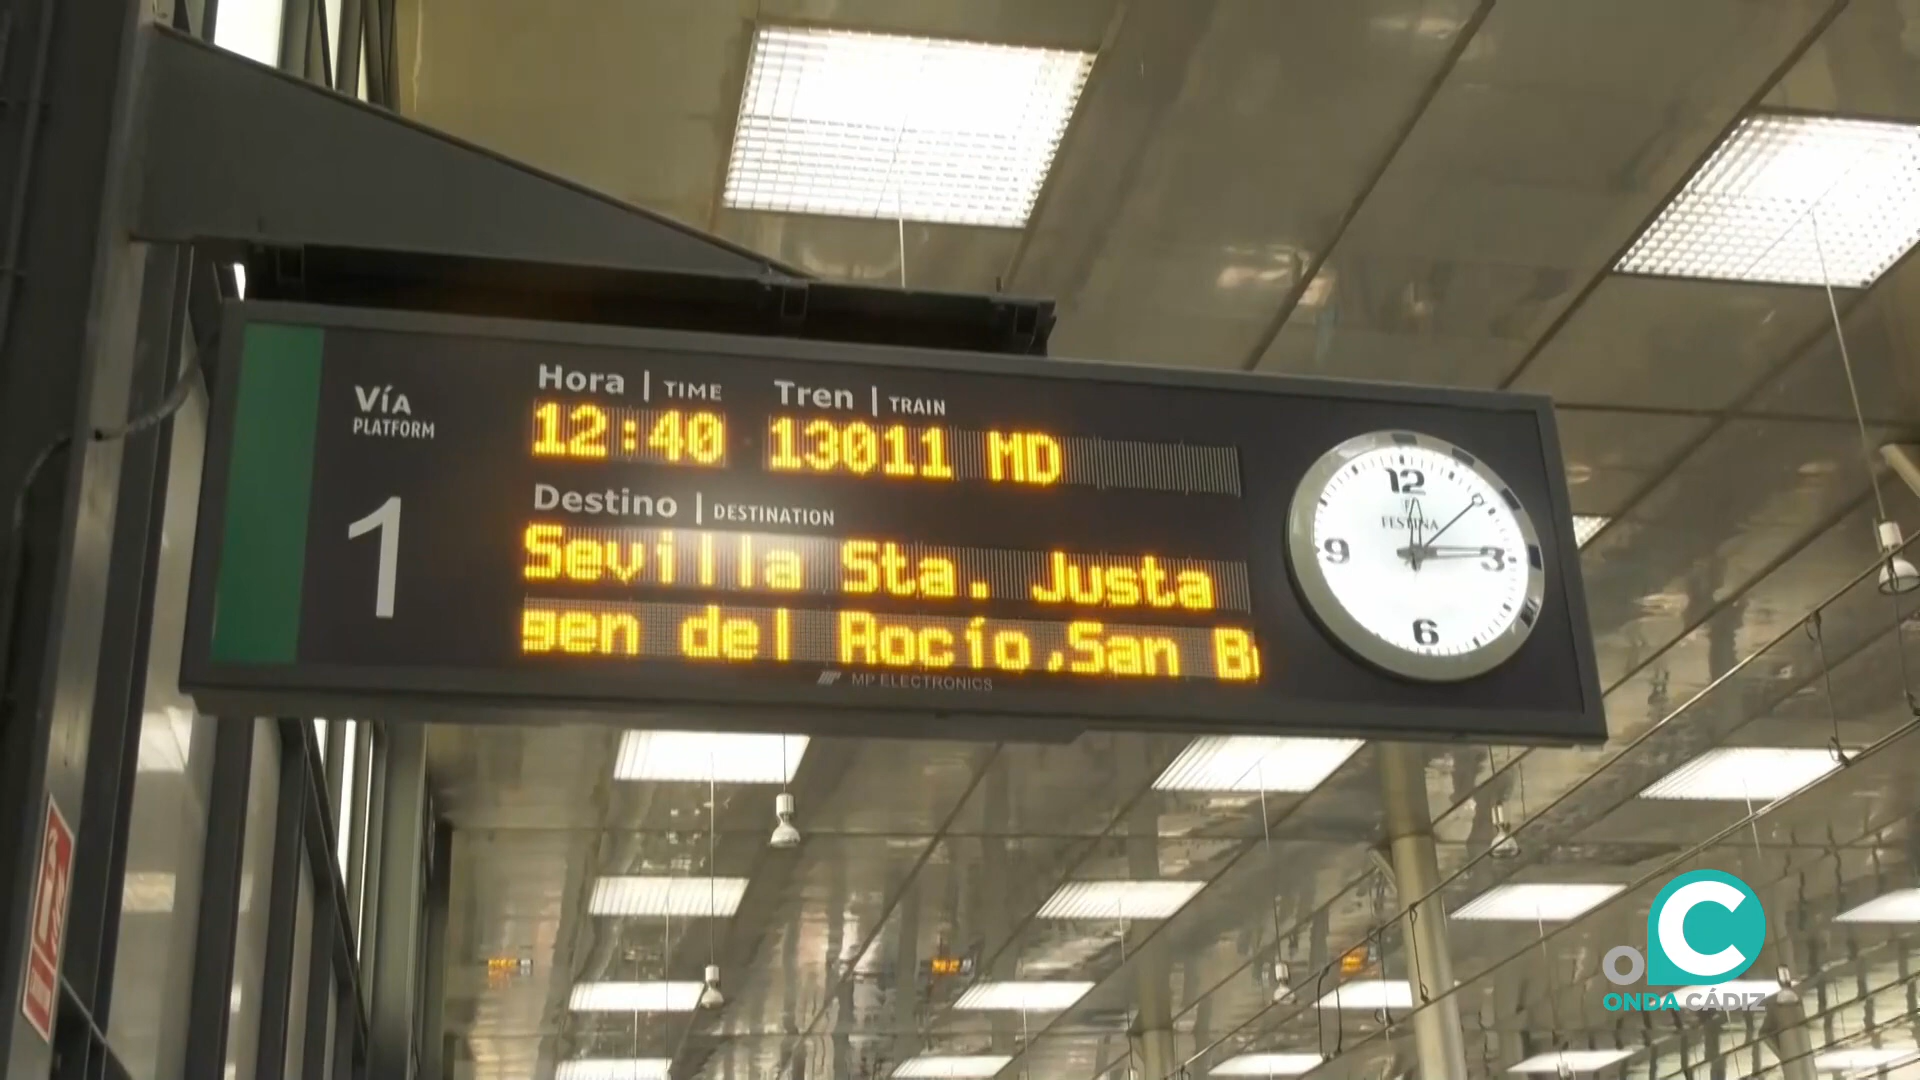 Vía
PLATFORM
1
Hora | TIME
Tren | TRAIN
12:40 13011 MD
Destino | DESTINATION
Sevilla Sta. Justa
gen del Rocío,San B
MP ELECTRONICS
12
FESTINA
9
3
6
ONDA CÁDIZ